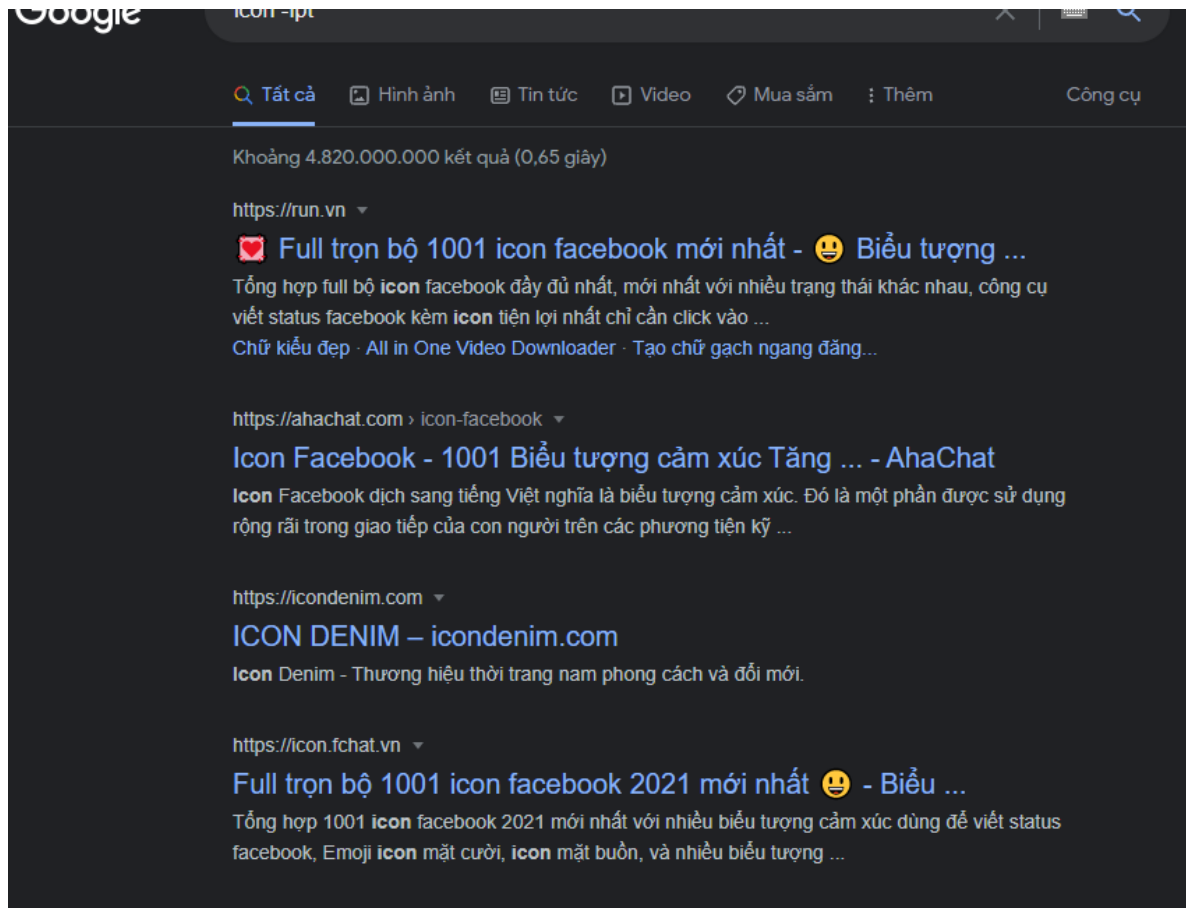 Google
icon -ipt
Tất cả Hình ảnh Tin tức Video Mua sắm Thêm Công cụ
Khoảng 4.820.000.000 kết quả (0,65 giây)
https://run.vn
💟 Full trọn bộ 1001 icon facebook mới nhất - 😃 Biểu tượng ...
Tổng hợp full bộ icon facebook đầy đủ nhất, mới nhất với nhiều trạng thái khác nhau, công cụ
viết status facebook kèm icon tiện lợi nhất chỉ cần click vào ...
Chữ kiểu đẹp · All in One Video Downloader · Tạo chữ gạch ngang đăng...
https://ahachat.com › icon-facebook
Icon Facebook - 1001 Biểu tượng cảm xúc Tăng ... - AhaChat
Icon Facebook dịch sang tiếng Việt nghĩa là biểu tượng cảm xúc. Đó là một phần được sử dụng
rộng rãi trong giao tiếp của con người trên các phương tiện kỹ ...
https://icondenim.com
ICON DENIM – icondenim.com
Icon Denim - Thương hiệu thời trang nam phong cách và đổi mới.
https://icon.fchat.vn
Full trọn bộ 1001 icon facebook 2021 mới nhất 😃 - Biểu ...
Tổng hợp 1001 icon facebook 2021 mới nhất với nhiều biểu tượng cảm xúc dùng để viết status
facebook, Emoji icon mặt cười, icon mặt buồn, và nhiều biểu tượng ...